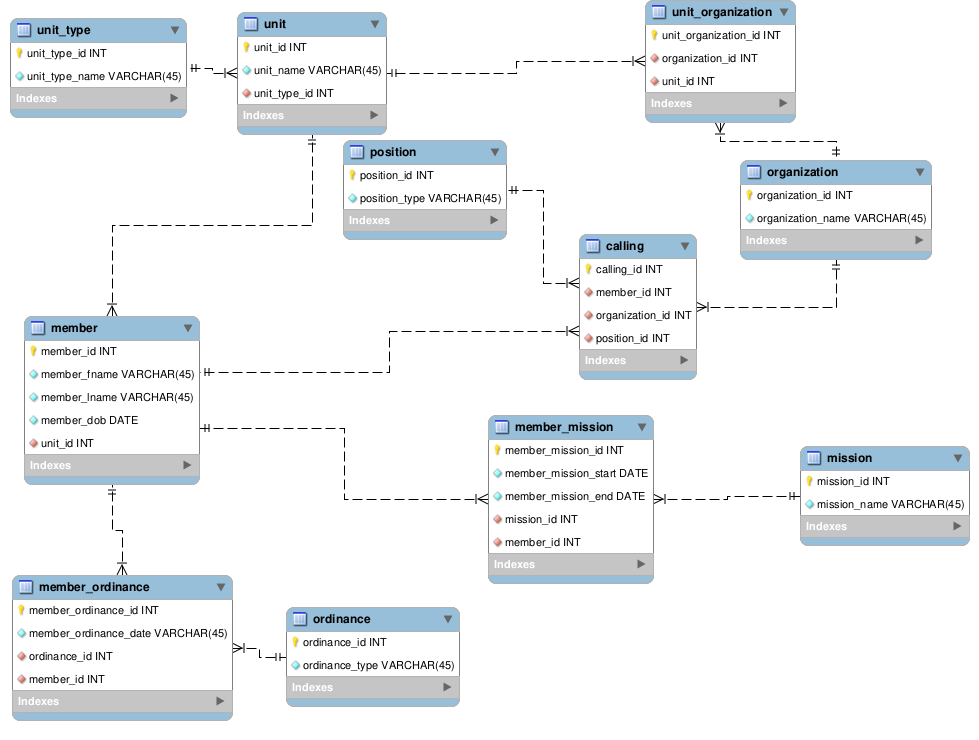 unit_type
unit_type_id INT
unit_type_name VARCHAR(45)
Indexes
unit
unit_id INT
unit_name VARCHAR(45)
unit_type_id INT
Indexes
unit_organization
unit_organization_id INT
organization_id INT
unit_id INT
Indexes
position
position_id INT
position_type VARCHAR(45)
Indexes
organization
organization_id INT
organization_name VARCHAR(45)
Indexes
calling
calling_id INT
member_id INT
organization_id INT
position_id INT
Indexes
member
member_id INT
member_fname VARCHAR(45)
member_lname VARCHAR(45)
member_dob DATE
unit_id INT
Indexes
member_mission
member_mission_id INT
member_mission_start DATE
member_mission_end DATE
mission_id INT
member_id INT
Indexes
mission
mission_id INT
mission_name VARCHAR(45)
Indexes
member_ordinance
member_ordinance_id INT
member_ordinance_date VARCHAR(45)
ordinance_id INT
member_id INT
Indexes
ordinance
ordinance_id INT
ordinance_type VARCHAR(45)
Indexes